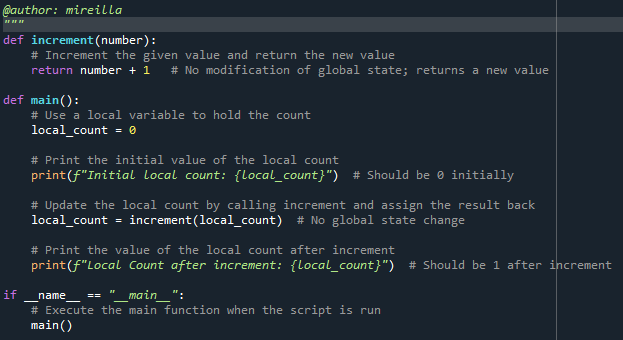 @author: mireilla
"""
def increment(number):
    # Increment the given value and return the new value
    return number + 1   # No modification of global state; returns a new value

def main():
    # Use a local variable to hold the count
    local_count = 0

    # Print the initial value of the local count
    print(f"Initial local count: {local_count}")  # Should be 0 initially

    # Update the local count by calling increment and assign the result back
    local_count = increment(local_count)  # No global state change

    # Print the value of the local count after increment
    print(f"Local Count after increment: {local_count}")  # Should be 1 after increment

if __name__ == "__main__":
    # Execute the main function when the script is run
    main()